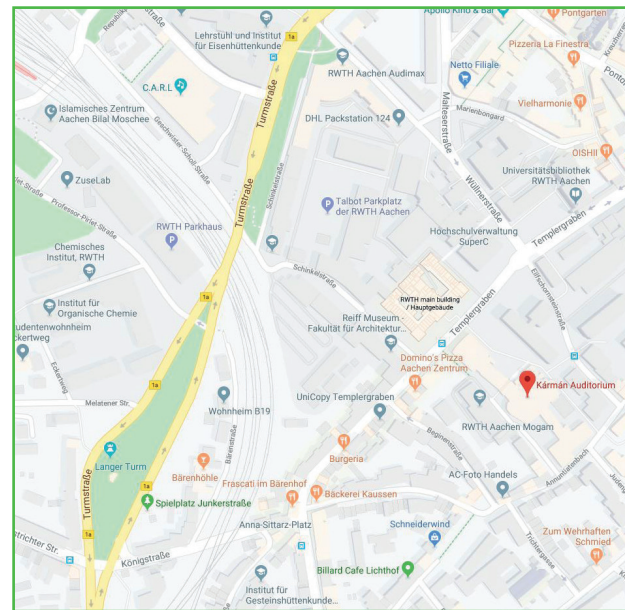 Apollo Kino & Bar
Pontgarten
Lehrstuhl und Institut
für Eisenhüttenkunde
Pizzeria La Finestra
RWTH Aachen Audimax
Netto Filiale
C.A.R.L
Vielharmonie
Islamisches Zentrum
Aachen Bilal Moschee
DHL Packstation 124
Marienbongard
Malteserstraße
Turmstraße
1a
Geschwister-Scholl-Straße
OISHII
Universitätsbibliothek
RWTH Aachen
ZuseLab
Professor-Pirlet-Straße
Schinkelstraße
Talbot Parkplatz
der RWTH Aachen
Wüllnerstraße
Turmstraße
RWTH Parkhaus
Hochschulverwaltung
SuperC
Templergraben
Chemisches
Institut, RWTH
Schinkelstraße
RWTH main building
/ Hauptgebäude
Eilfschornsteinstraße
Institut für
Organische Chemie
1a
Reiff Museum -
Fakultät für Architektur...
Templergraben
udentenwohnheim
ckertweg
Eckertweg
Domino's Pizza
Aachen Zentrum
Kármán Auditorium
Melatener Str.
1a
Wohnheim B19
UniCopy Templergraben
RWTH Aachen Mogam
Bärenstraße
Burgeria
Beginenstraße
Annuntiatenbach
Langer Turm
Bärenhöhle
AC-Foto Handels
1a
Frascati im Bärenhof
Bäckerei Kaussen
Spielplatz Junkerstraße
Turmstraße
Anna-Sittarz-Platz
Schneiderwind
Trichtergasse
Zum Wehrhaften
Schmied
Königstraße
1a
Billard Cafe Lichthof
Institut für
Gesteinshüttenkunde...